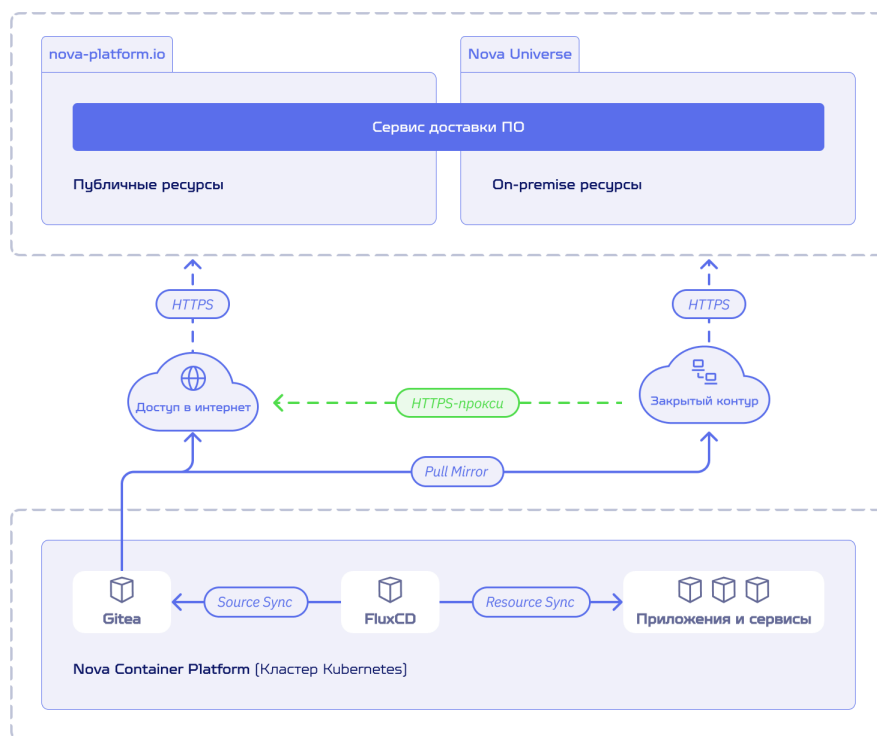 nova-platform.io
Nova Universe
Сервис доставки ПО
Публичные ресурсы
On-premise ресурсы
HTTPS
HTTPS
Доступ в интернет
HTTPS-прокси
Закрытый контур
Pull Mirror
Gitea
Source Sync
FluxCD
Resource Sync
Приложения и сервисы
Nova Container Platform (Кластер Kubernetes)